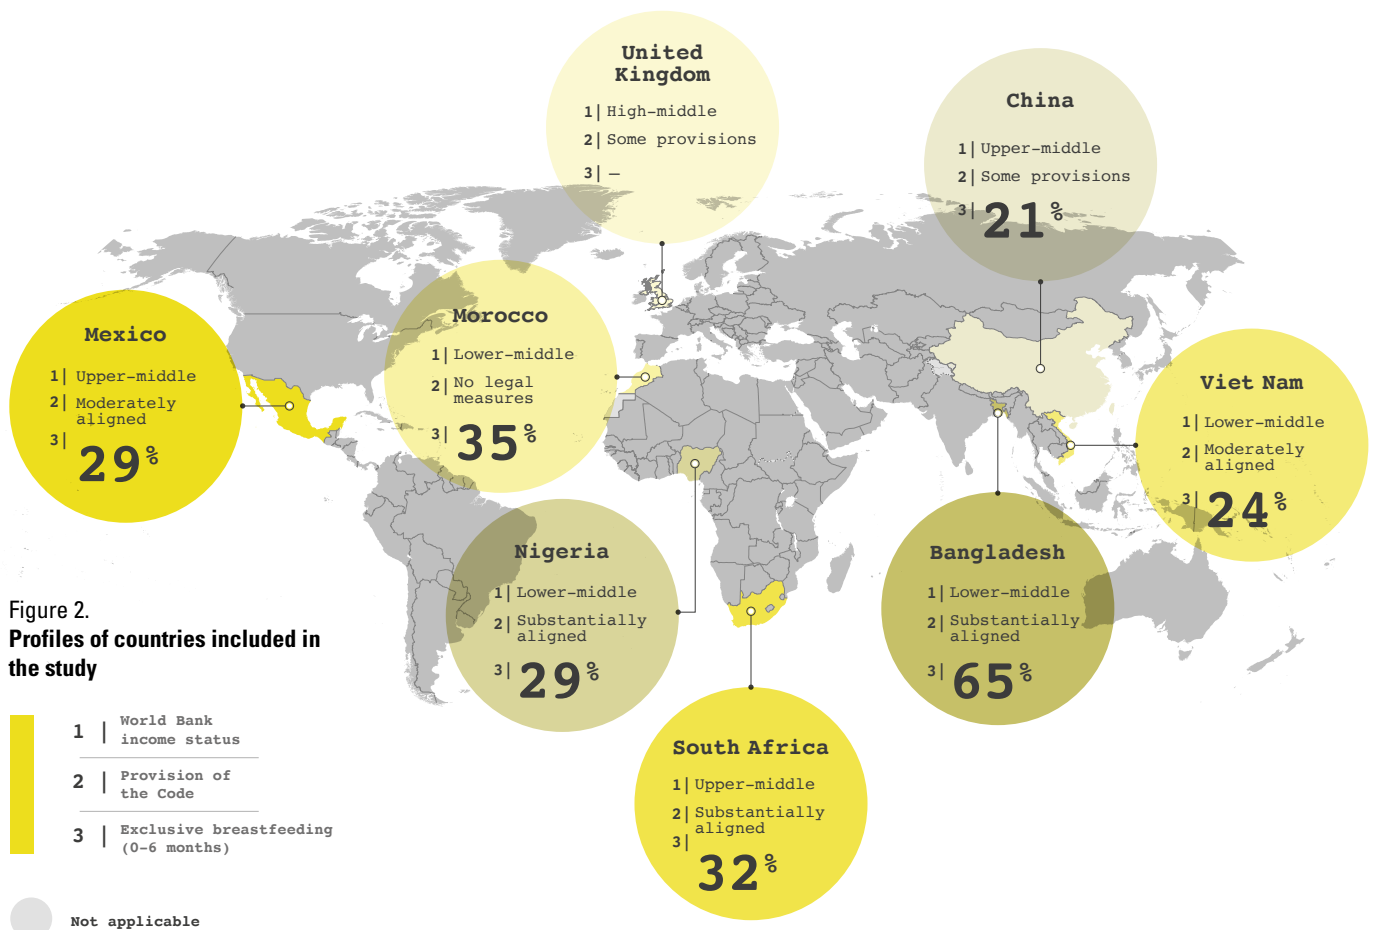 United
Kingdom
1| High-middle
2| Some provisions
3| —
China
1| Upper-middle
2| Some provisions
3| 21%
Mexico
1| Upper-middle
2| Moderately
aligned
3| 29%
Morocco
1| Lower-middle
2| No legal
measures
3| 35%
Viet Nam
1| Lower-middle
2| Moderately
aligned
3| 24%
Nigeria
1| Lower-middle
2| Substantially
aligned
3| 29%
Bangladesh
1| Lower-middle
2| Substantially
aligned
3| 65%
South Africa
1| Upper-middle
2| Substantially
aligned
3| 32%
Figure 2.
Profiles of countries included in
the study
1 | World Bank
income status
2 | Provision of
the Code
3 | Exclusive breastfeeding
(0-6 months)
Not applicable